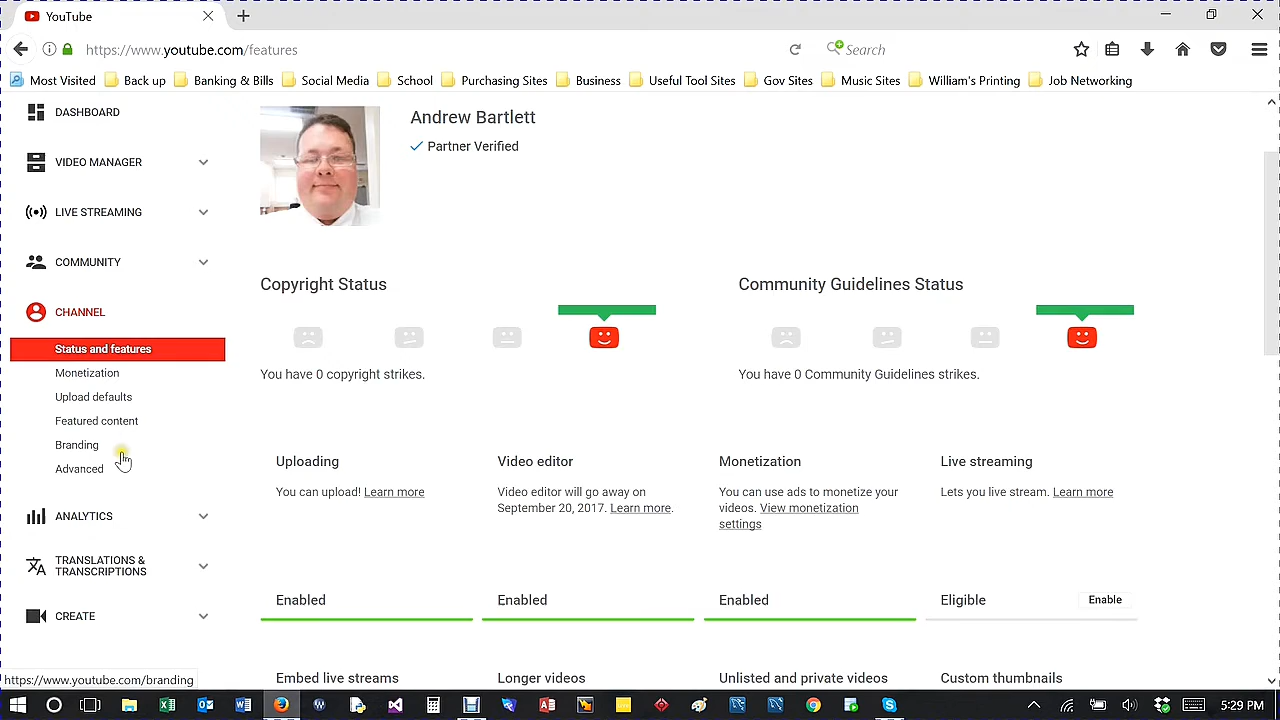 YouTube
https://www.youtube.com/features
Search
Most Visited
Back up
Banking & Bills
Social Media
School
Purchasing Sites
Business
Useful Tool Sites
Gov Sites
Music Sites
William's Printing
Job Networking
DASHBOARD
VIDEO MANAGER
LIVE STREAMING
COMMUNITY
CHANNEL
Status and features
Monetization
Upload defaults
Featured content
Branding
Advanced
ANALYTICS
TRANSLATIONS &
TRANSCRIPTIONS
CREATE
https://www.youtube.com/branding
Andrew Bartlett
Partner Verified
Copyright Status
You have 0 copyright strikes.
Community Guidelines Status
You have 0 Community Guidelines strikes.
Uploading
You can upload! Learn more
Enabled
Video editor
Video editor will go away on
September 20, 2017. Learn more.
Enabled
Monetization
You can use ads to monetize your
videos. View monetization
settings
Enabled
Live streaming
Lets you live stream. Learn more
Eligible
Enable
Embed live streams
Longer videos
Unlisted and private videos
Custom thumbnails
5:29 PM